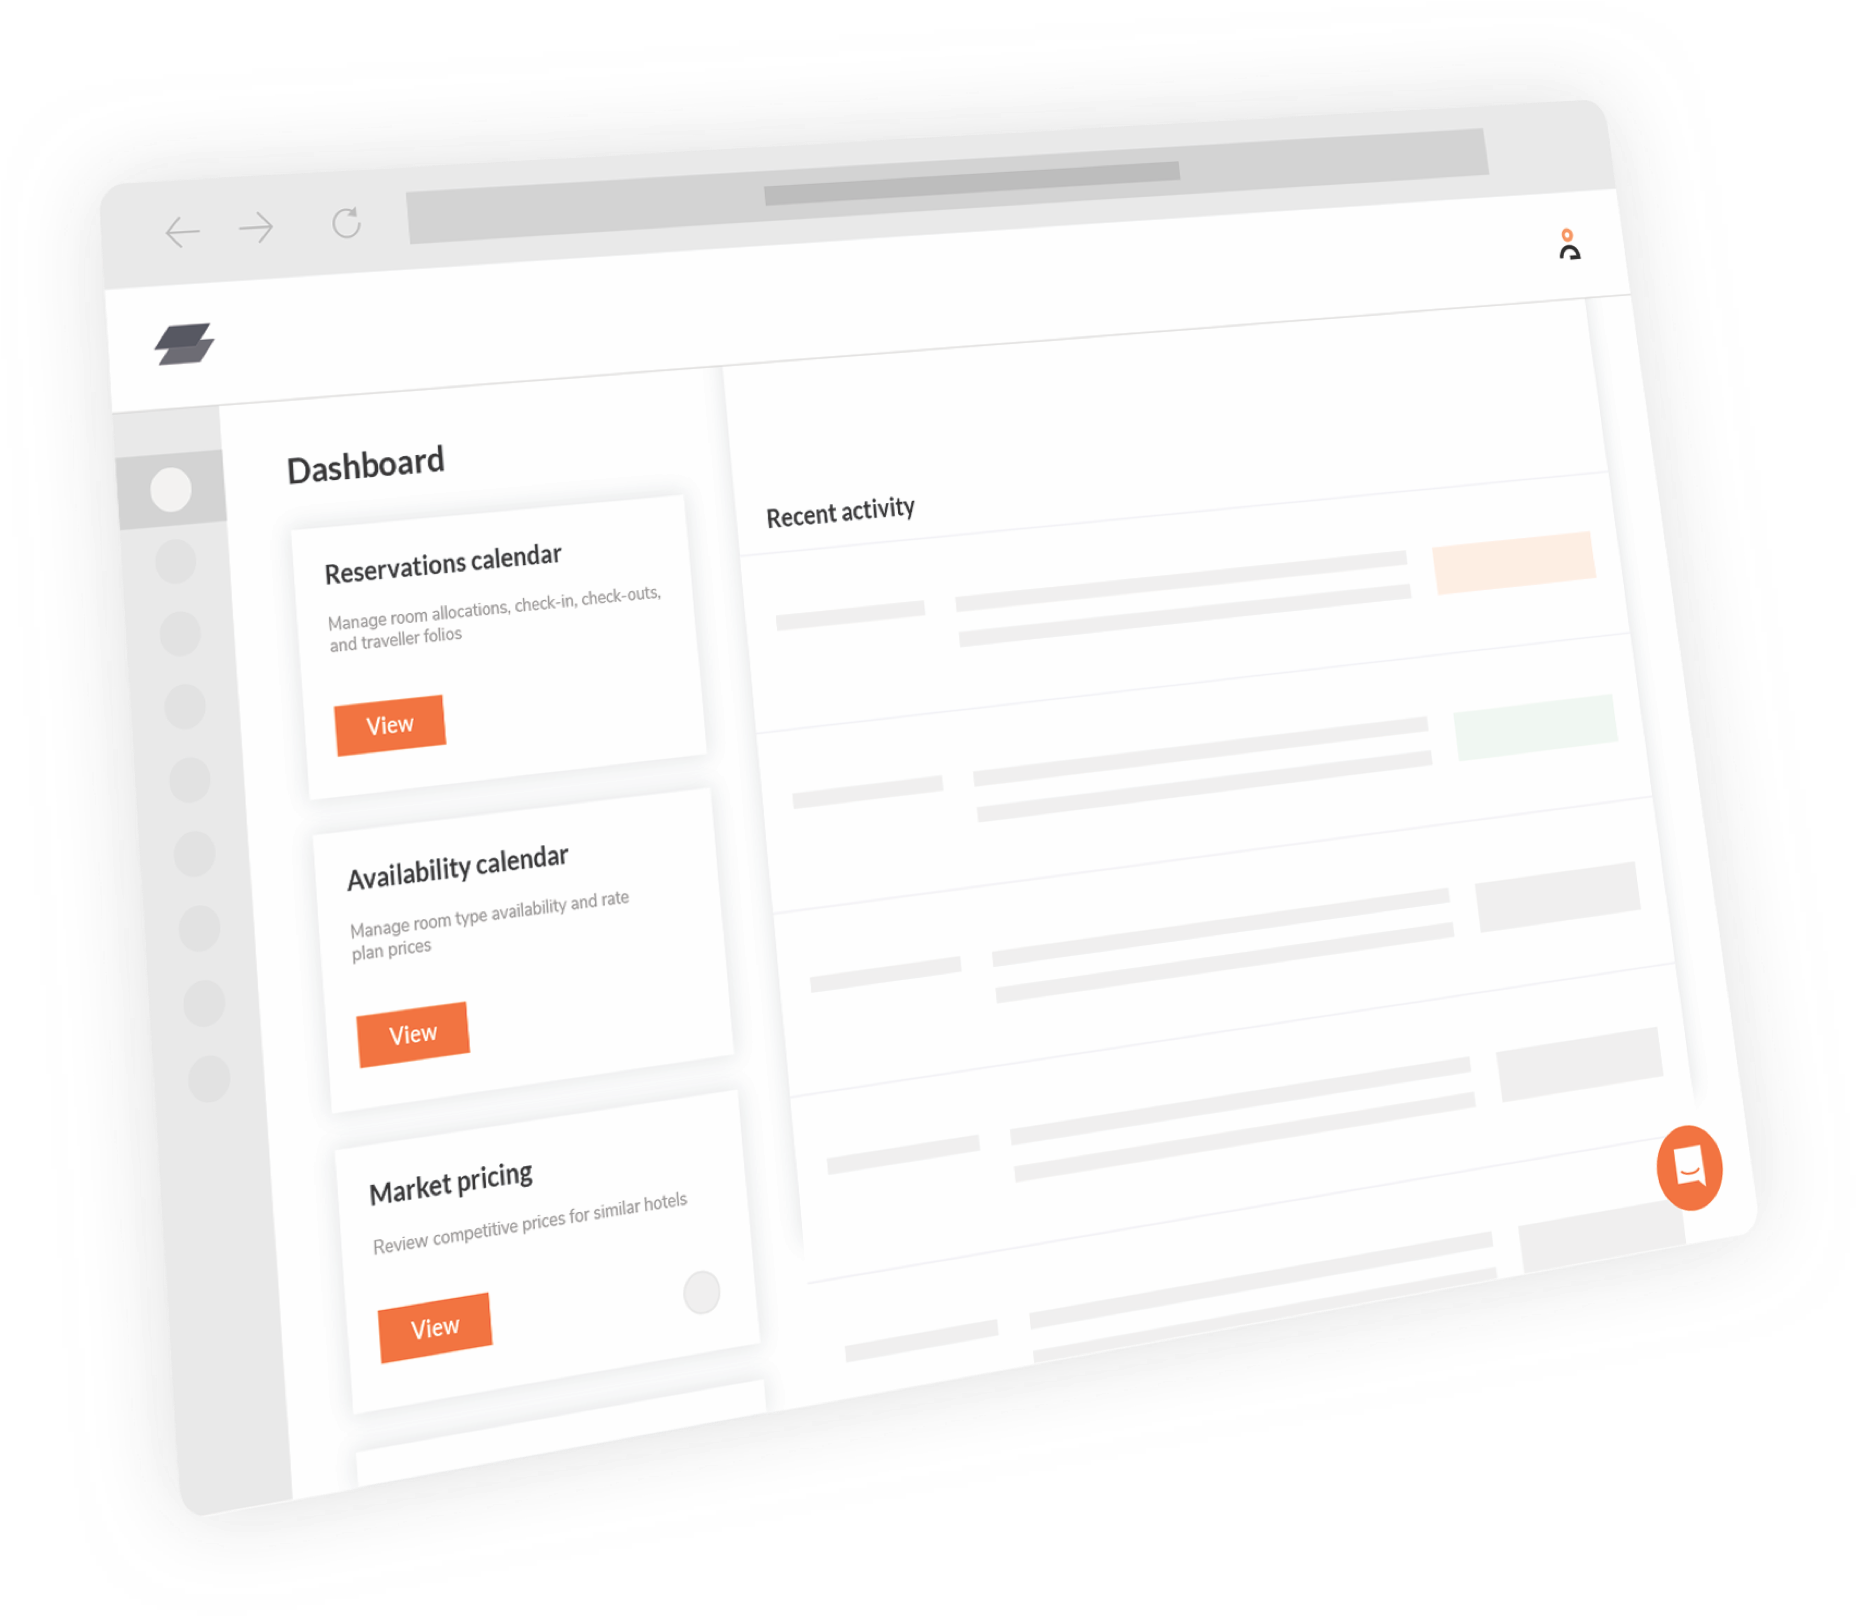 Dashboard
Reservations calendar
Manage room allocations, check-in, check-outs,
and traveller folios
View
Availability calendar
Manage room type availability and rate
plan prices
View
Market pricing
Review competitive prices for similar hotels
View
Recent activity